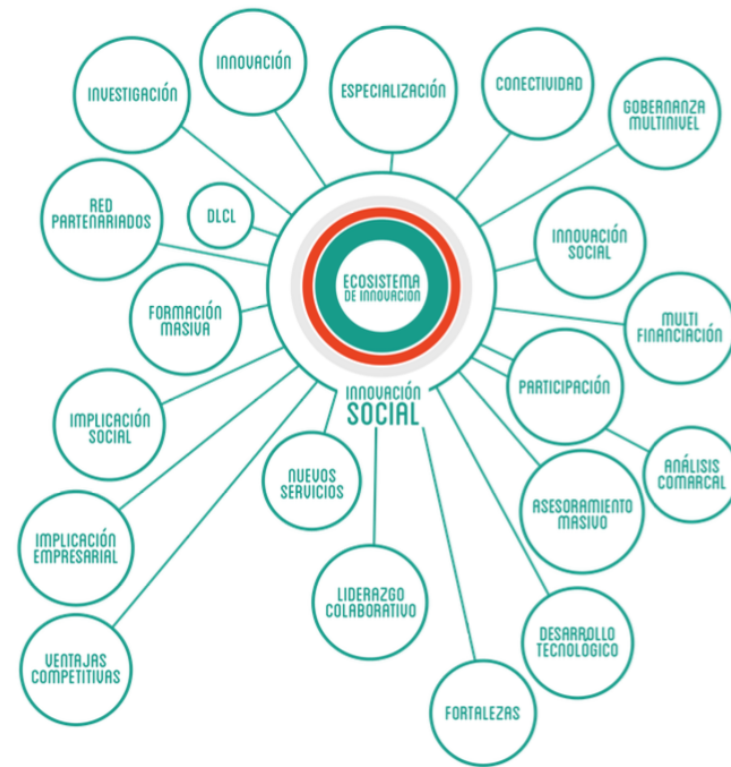 INNOVACIÓN
INVESTIGACIÓN
ESPECIALIZACIÓN
CONECTIVIDAD
GOBERNANZA
MULTINIVEL
RED
PARTENARIADOS
DLCL
INNOVACIÓN
SOCIAL
ECOSISTEMA
DE INNOVACIÓN
FORMACIÓN
MASIVA
MULTI
FINANCIACIÓN
PARTICIPACIÓN
INNOVACIÓN
SOCIAL
IMPLICACIÓN
SOCIAL
NUEVOS
SERVICIOS
ANÁLISIS
COMARCAL
ASESORAMIENTO
MASIVO
IMPLICACIÓN
EMPRESARIAL
LIDERAZGO
COLABORATIVO
DESARROLLO
TECNOLÓGICO
VENTAJAS
COMPETITIVAS
FORTALEZAS